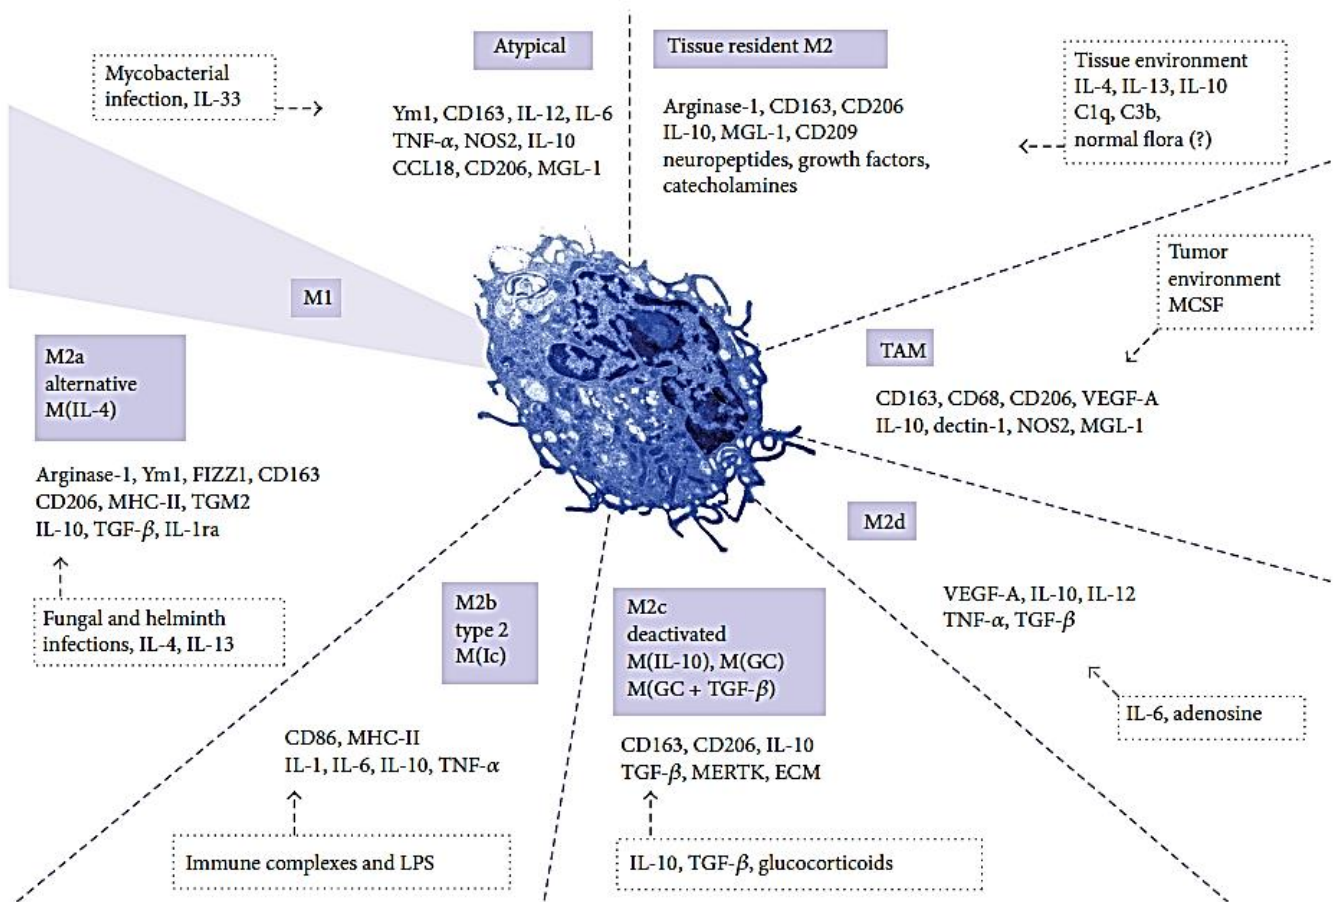 Atypical
Mycobacterial
infection, IL-33
Ym1, CD163, IL-12, IL-6
TNF-α, NOS2, IL-10
CCL18, CD206, MGL-1
Tissue resident M2
Arginase-1, CD163, CD206
IL-10, MGL-1, CD209
neuropeptides, growth factors,
catecholamines
Tissue environment
IL-4, IL-13, IL-10
C1q, C3b,
normal flora (?)
M1
Tumor
environment
MCSF
TAM
CD163, CD68, CD206, VEGF-A
IL-10, dectin-1, NOS2, MGL-1
M2a
alternative
M(IL-4)
Arginase-1, Ym1, FIZZ1, CD163
CD206, MHC-II, TGM2
IL-10, TGF-β, IL-1ra
Fungal and helminth
infections, IL-4, IL-13
M2b
type 2
M(Ic)
CD86, MHC-II
IL-1, IL-6, IL-10, TNF-α
Immune complexes and LPS
M2c
deactivated
M(IL-10), M(GC)
M(GC + TGF-β)
CD163, CD206, IL-10
TGF-β, MERTK, ECM
IL-10, TGF-β, glucocorticoids
M2d
VEGF-A, IL-10, IL-12
TNF-α, TGF-β
IL-6, adenosine